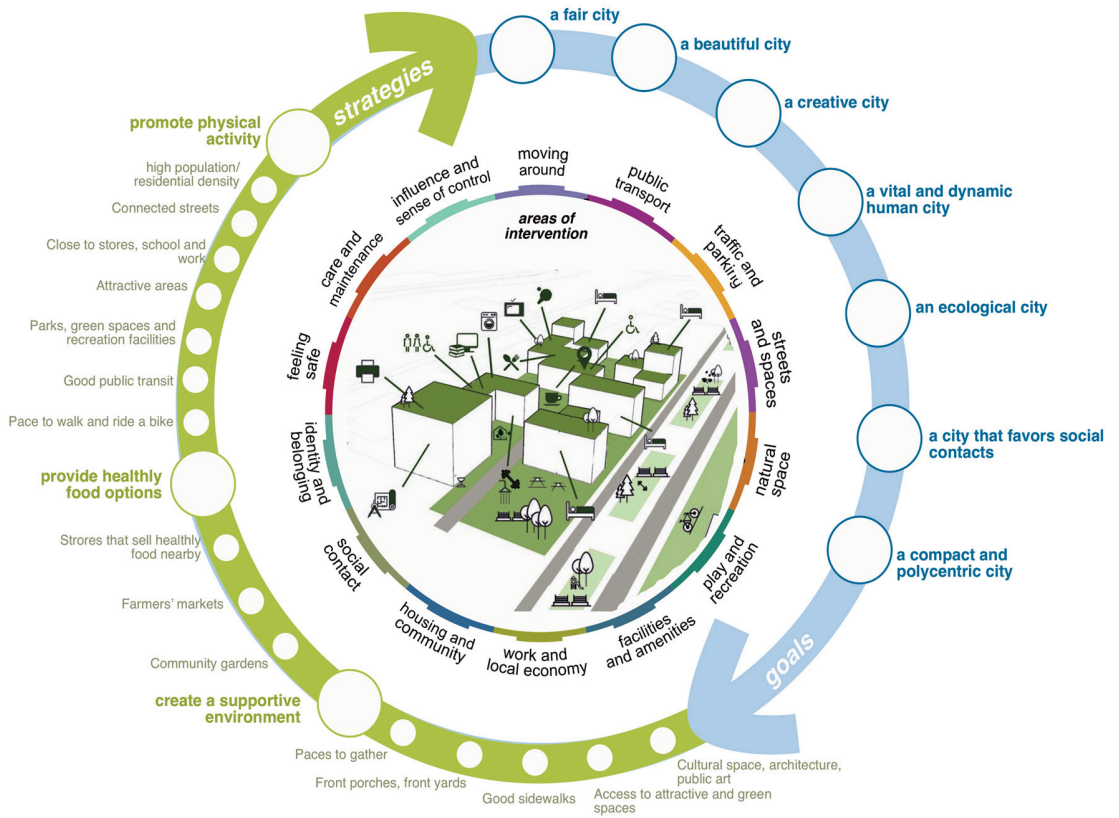 strategies
promote physical
activity
high population/
residential density
Connected streets
Close to stores, school and
work
Attractive areas
Parks, green spaces and
recreation facilities
Good public transit
Pace to walk and ride a bike
provide healthly
food options
Strores that sell healthly
food nearby
Farmers' markets
Community gardens
create a supportive
environment
Paces to gather
Front porches, front yards
Good sidewalks
Access to attractive and green
spaces
Cultural space, architecture,
public art
goals
a fair city
a beautiful city
a creative city
a vital and dynamic
human city
an ecological city
a city that favors social
contacts
a compact and
polycentric city
areas of
intervention
moving
around
public
transport
traffic and
parking
streets
and spaces
natural
space
play and
recreation
facilities
and amenities
work and
local economy
housing and
community
social
contact
identity and
belonging
feeling
safe
care and
maintenance
influence and
sense of control